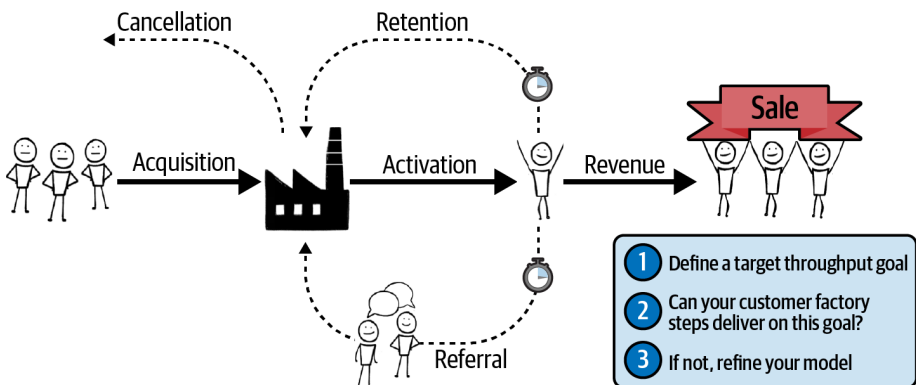 Cancellation
Retention
Sale
Acquisition
Activation
Revenue
1 Define a target throughput goal
2 Can your customer factory
steps deliver on this goal?
3 If not, refine your model
Referral